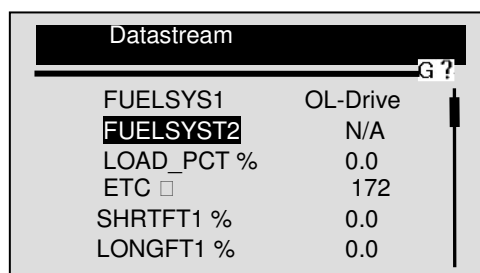 Datastream
G ?
FUELSYS1 OL-Drive
FUELSYST2 N/A
LOAD_PCT % 0.0
ETC □ 172
SHRTFT1 % 0.0
LONGFT1 % 0.0